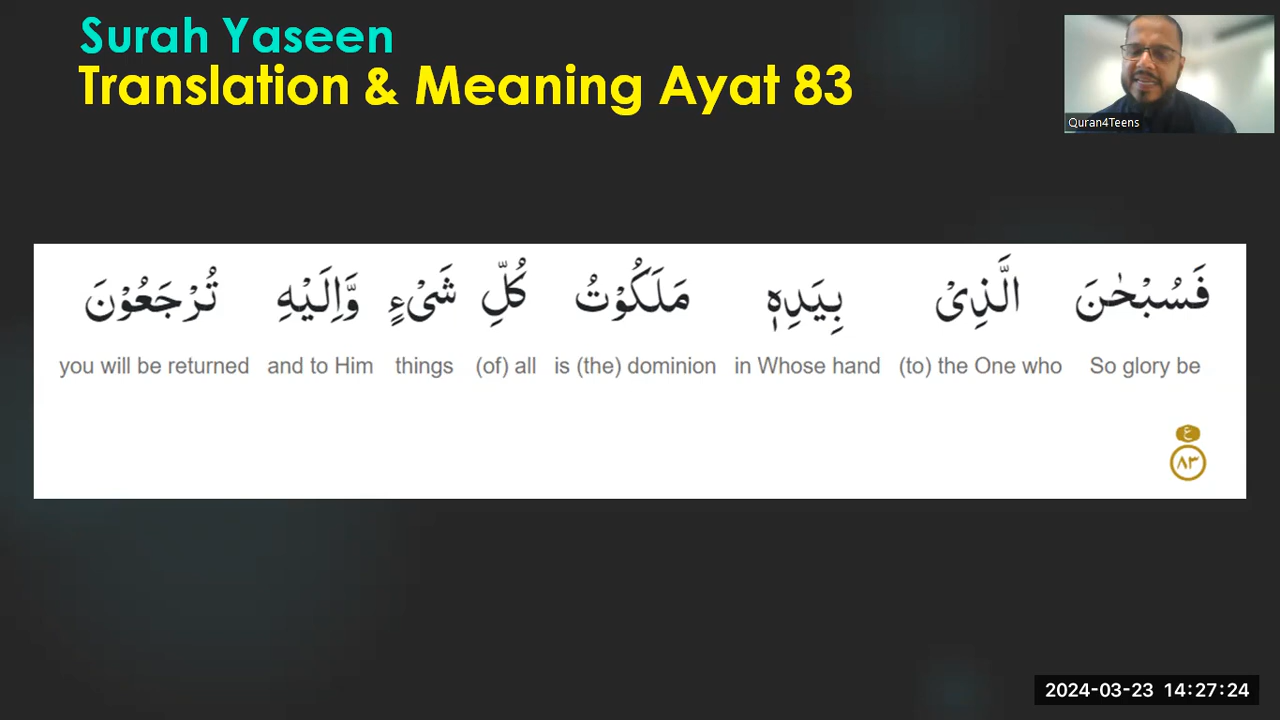 Surah Yaseen
Translation & Meaning Ayat 83
Quran4Teens
فَسُبْحٰنَ الَّذِیْ بِیَدِهٖ مَلَكُوْتُ كُلِّ شَیْءٍ وَّاِلَیْهِ تُرْجَعُوْنَ
you will be returned and to Him things (of) all is (the) dominion in Whose hand (to) the One who So glory be
ع
٨٣
2024-03-23 14:27:24